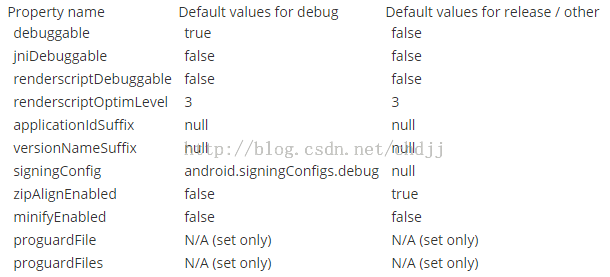 Property name Default values for debug Default values for release / other
debuggable true false
jniDebuggable false false
renderscriptDebuggable false false
renderscriptOptimLevel 3 3
applicationIdSuffix null null
versionNameSuffix null null
http://blog.csdn.net/chdjj
signingConfig android.signingConfigs.debug null
zipAlignEnabled false true
minifyEnabled false false
proguardFile N/A (set only) N/A (set only)
proguardFiles N/A (set only) N/A (set only)